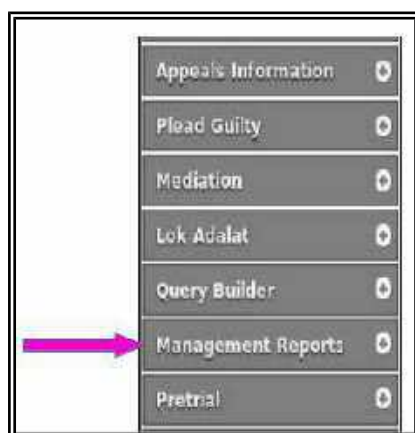 Appeals Information
Plead Guilty
Mediation
Lok Adalat
Query Builder
Management Reports
Pretrial